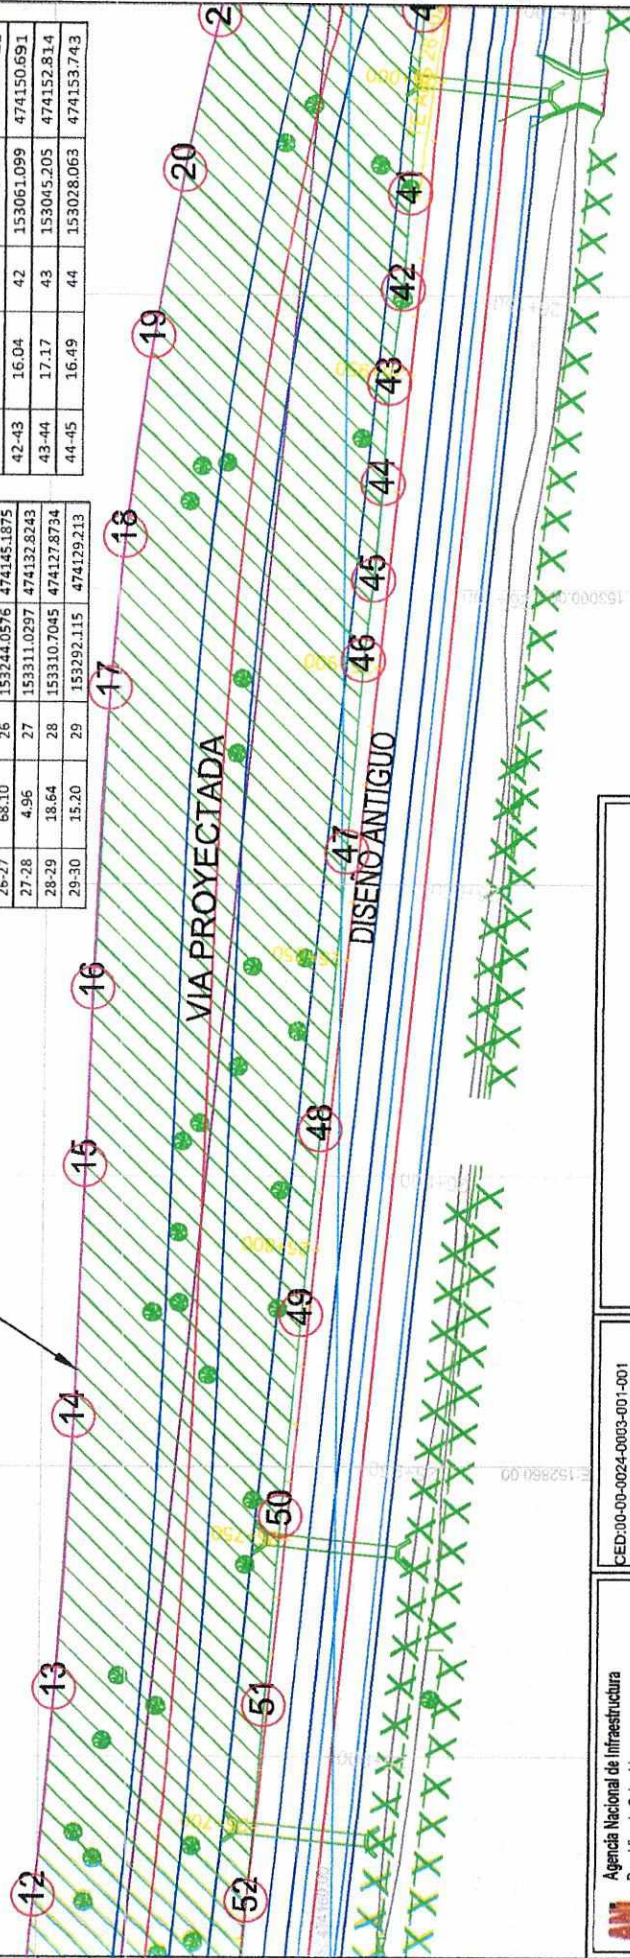 26-27 68.10 26 153244.0576 474145.1875
27-28 4.96 27 153311.0297 474132.8243
28-29 18.64 28 153310.7045 474127.8734
29-30 15.20 29 153292.115 474129.213
42 153061.099 474150.691
42-43 16.04 43 153045.205 474152.814
43-44 17.17 44 153028.063 474153.743
44-45 16.49
12
13
14
15
16
17
18
19
20
2
VIA PROYECTADA
DISEÑO ANTIGUO
52
51
50
49
48
47
46
45
44
43
42
41
4
E:152860.00
Agencia Nacional de Infraestructura
CED:00-00-0024-0003-001-001